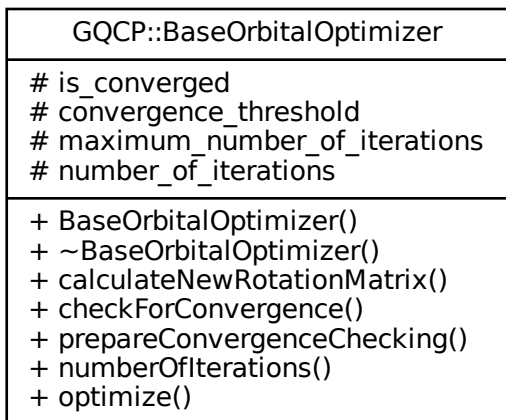 GQCP::BaseOrbitalOptimizer
# is_converged
# convergence_threshold
# maximum_number_of_iterations
# number_of_iterations
+ BaseOrbitalOptimizer()
+ ~BaseOrbitalOptimizer()
+ calculateNewRotationMatrix()
+ checkForConvergence()
+ prepareConvergenceChecking()
+ numberOfIterations()
+ optimize()